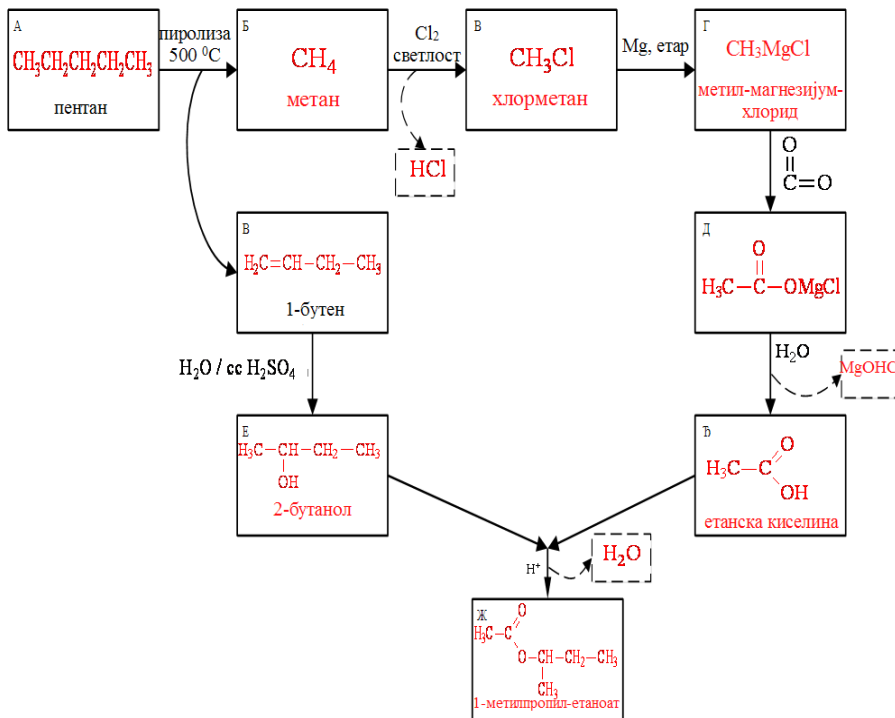 А
CH₃CH₂CH₂CH₂CH₃
пентан
пиролиза
500 ⁰C
Б
CH₄
метан
Cl₂
светлост
HCl
В
CH₃Cl
хлорметан
Mg, етар
Г
CH₃MgCl
метил-магнезијум-
хлорид
O
C=O
В
H₂C=CH-CH₂-CH₃
1-бутен
Д
O
H₃C-C-OMgCl
H₂O / cc H₂SO₄
H₂O
MgOHC
Е
H₃C-CH-CH₂-CH₃
OH
2-бутанол
Ђ
O
H₃C-C
OH
етанска киселина
H⁺
H₂O
Ж
O
H₃C-C
O-CH-CH₂-CH₃
CH₃
1-метилпропил-етаноат